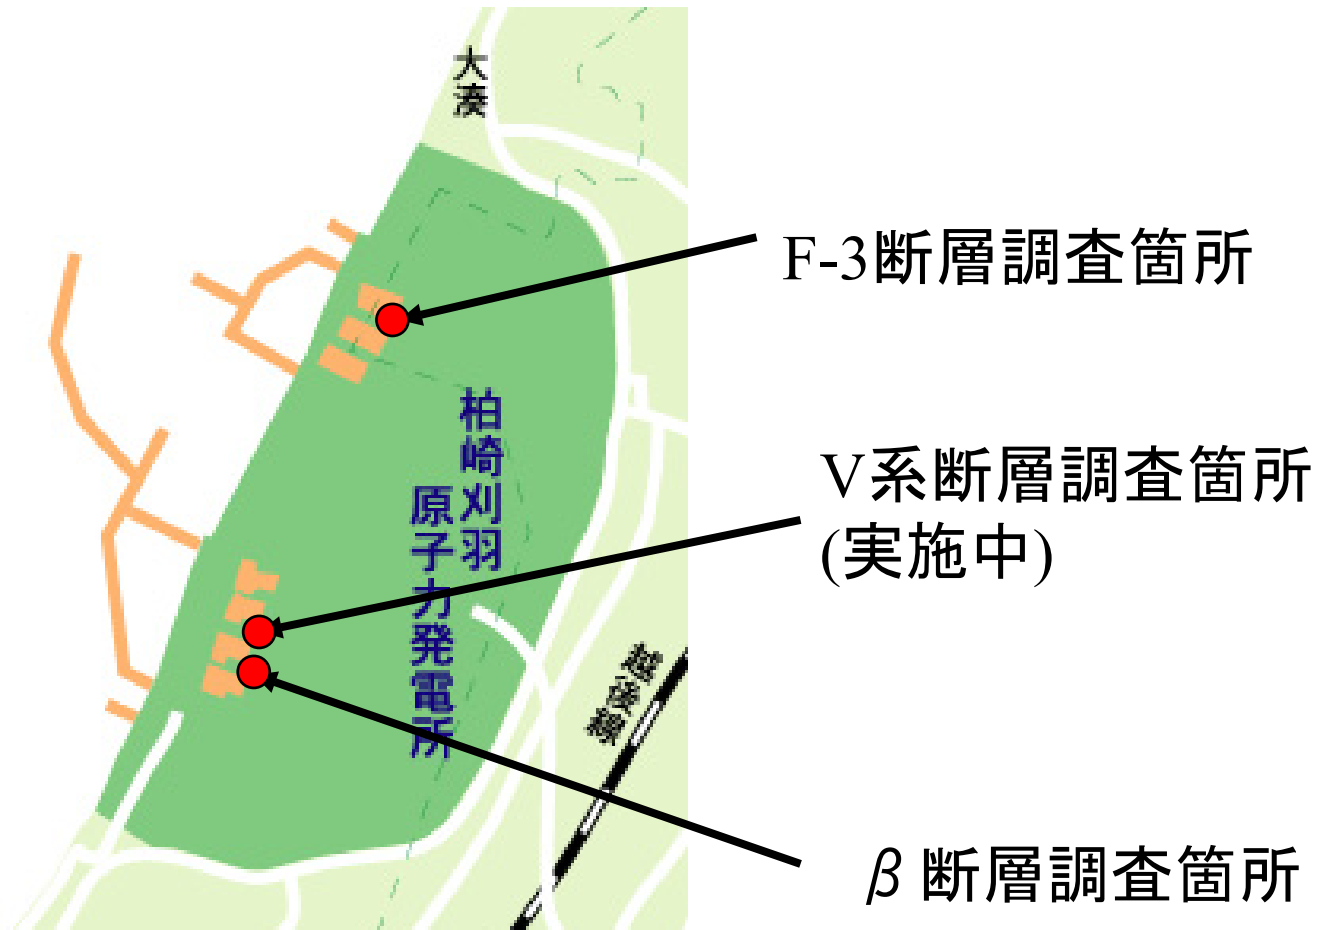 大湊
F-3断層調査箇所
柏崎刈羽
原子力発電所
V系断層調査箇所
(実施中)
越後線
β断層調査箇所